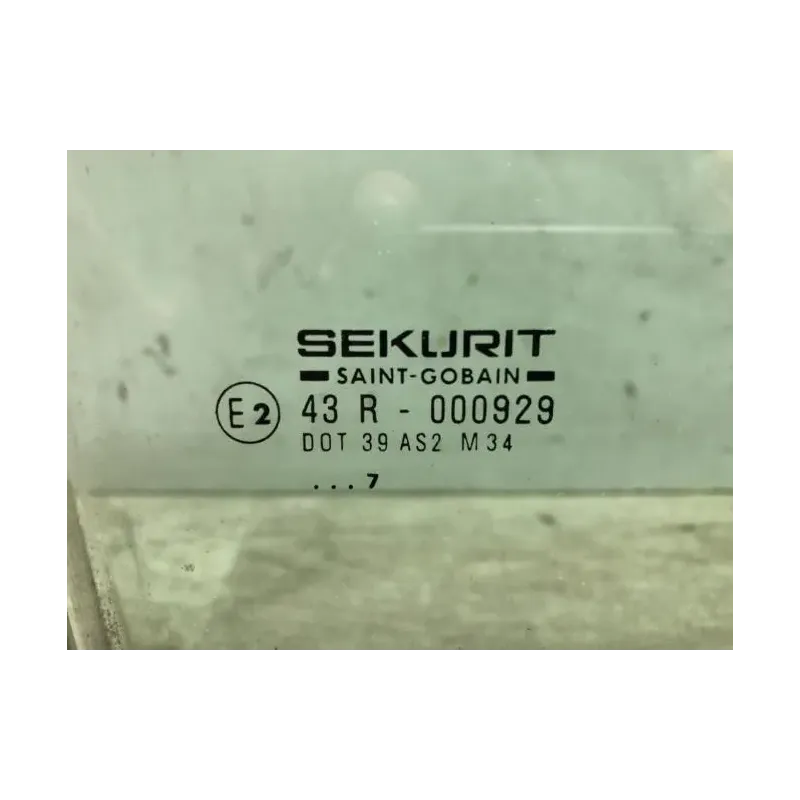 SEKURIT
SAINT-GOBAIN
E2 43 R - 000929
DOT 39 AS2 M34
...7